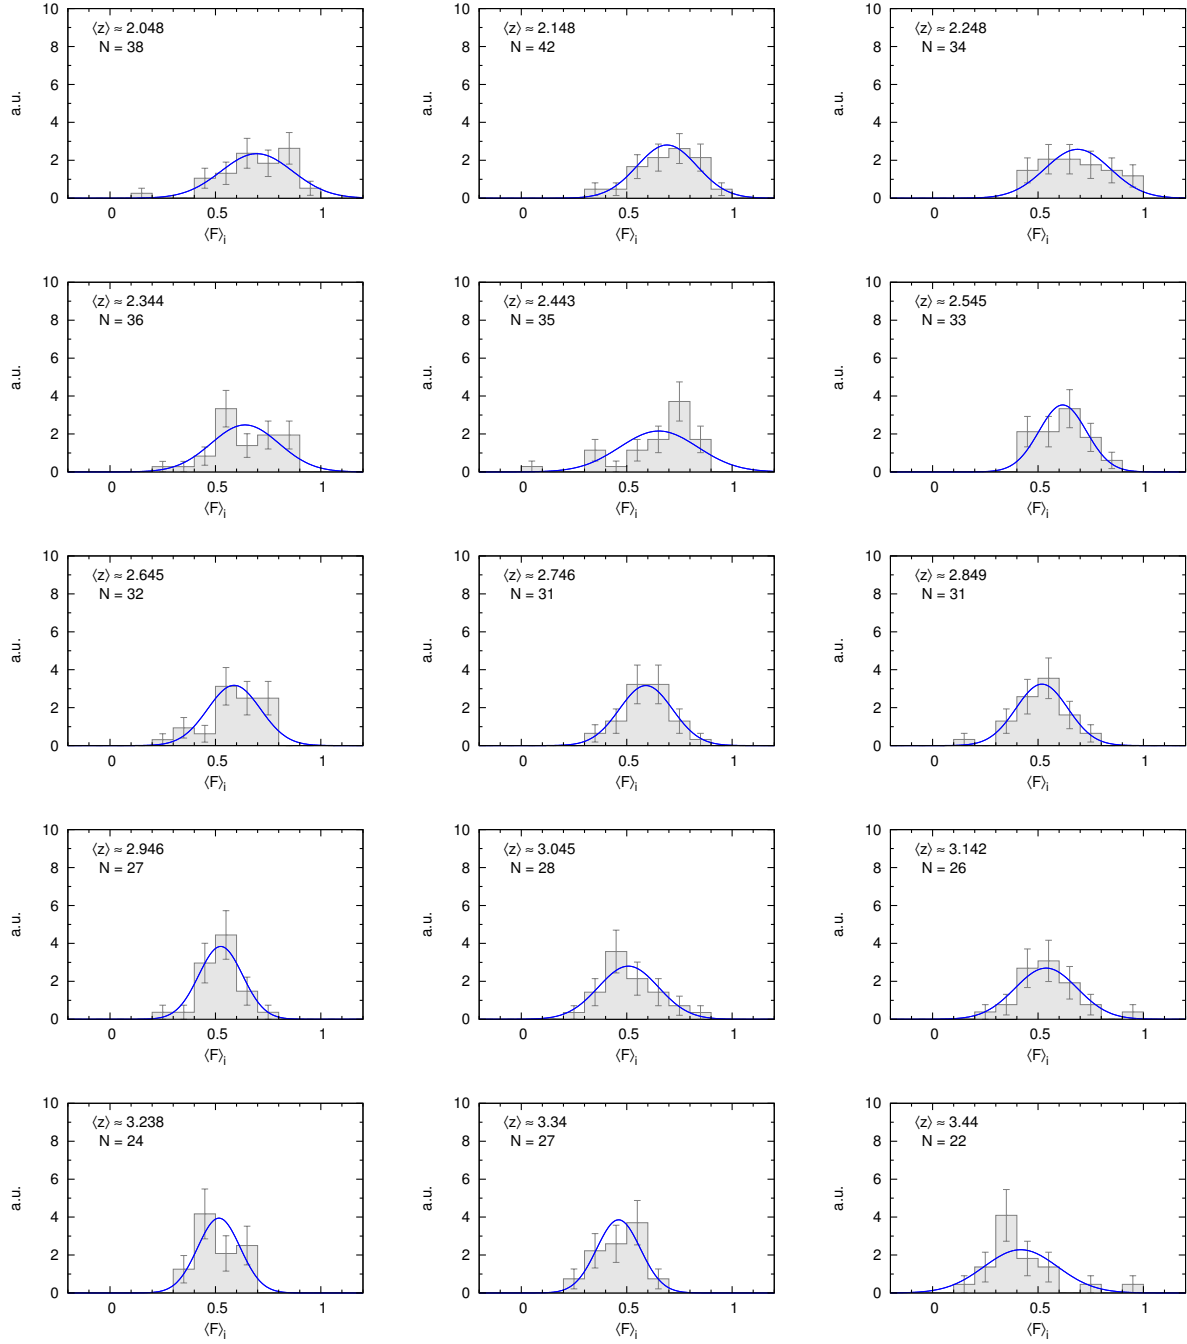 ⟨z⟩ ≈ 2.048
N = 38
a.u.
10
8
6
4
2
0
0 0.5 1
⟨F⟩i
⟨z⟩ ≈ 2.148
N = 42
a.u.
10
8
6
4
2
0
0 0.5 1
⟨F⟩i
⟨z⟩ ≈ 2.248
N = 34
a.u.
10
8
6
4
2
0
0 0.5 1
⟨F⟩i
⟨z⟩ ≈ 2.344
N = 36
a.u.
10
8
6
4
2
0
0 0.5 1
⟨F⟩i
⟨z⟩ ≈ 2.443
N = 35
a.u.
10
8
6
4
2
0
0 0.5 1
⟨F⟩i
⟨z⟩ ≈ 2.545
N = 33
a.u.
10
8
6
4
2
0
0 0.5 1
⟨F⟩i
⟨z⟩ ≈ 2.645
N = 32
a.u.
10
8
6
4
2
0
0 0.5 1
⟨F⟩i
⟨z⟩ ≈ 2.746
N = 31
a.u.
10
8
6
4
2
0
0 0.5 1
⟨F⟩i
⟨z⟩ ≈ 2.849
N = 31
a.u.
10
8
6
4
2
0
0 0.5 1
⟨F⟩i
⟨z⟩ ≈ 2.946
N = 27
a.u.
10
8
6
4
2
0
0 0.5 1
⟨F⟩i
⟨z⟩ ≈ 3.045
N = 28
a.u.
10
8
6
4
2
0
0 0.5 1
⟨F⟩i
⟨z⟩ ≈ 3.142
N = 26
a.u.
10
8
6
4
2
0
0 0.5 1
⟨F⟩i
⟨z⟩ ≈ 3.238
N = 24
a.u.
10
8
6
4
2
0
0 0.5 1
⟨F⟩i
⟨z⟩ ≈ 3.34
N = 27
a.u.
10
8
6
4
2
0
0 0.5 1
⟨F⟩i
⟨z⟩ ≈ 3.44
N = 22
a.u.
10
8
6
4
2
0
0 0.5 1
⟨F⟩i